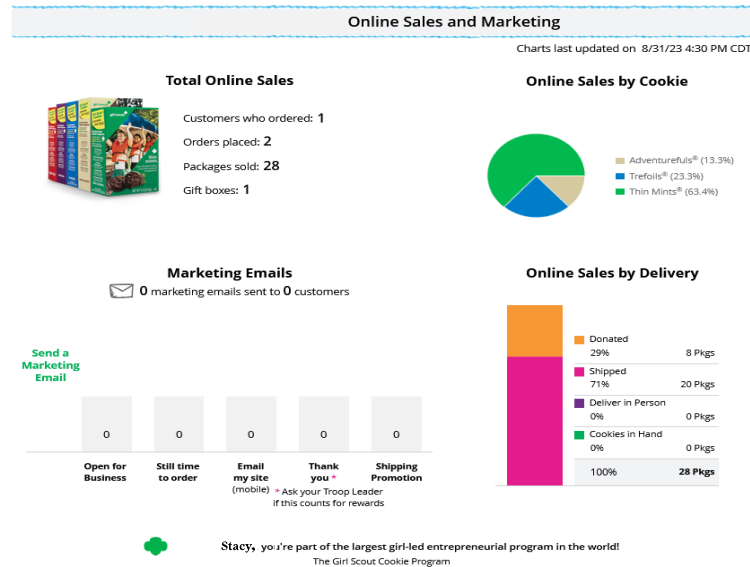 Online Sales and Marketing
Charts last updated on 8/31/23 4:30 PM CDT
Total Online Sales
Customers who ordered: 1
Orders placed: 2
Packages sold: 28
Gift boxes: 1
Online Sales by Cookie
Adventurefuls® (13.3%)
Trefoils® (23.3%)
Thin Mints® (63.4%)
Marketing Emails
0 marketing emails sent to 0 customers
Send a
Marketing
Email
0 0 0 0 0
Open for
Business
Still time
to order
Email
my site
(mobile)
Thank
you *
Shipping
Promotion
* Ask your Troop Leader
if this counts for rewards
Online Sales by Delivery
Donated
29% 8 Pkgs
Shipped
71% 20 Pkgs
Deliver in Person
0% 0 Pkgs
Cookies in Hand
0% 0 Pkgs
100% 28 Pkgs
Stacy, you're part of the largest girl-led entrepreneurial program in the world!
The Girl Scout Cookie Program